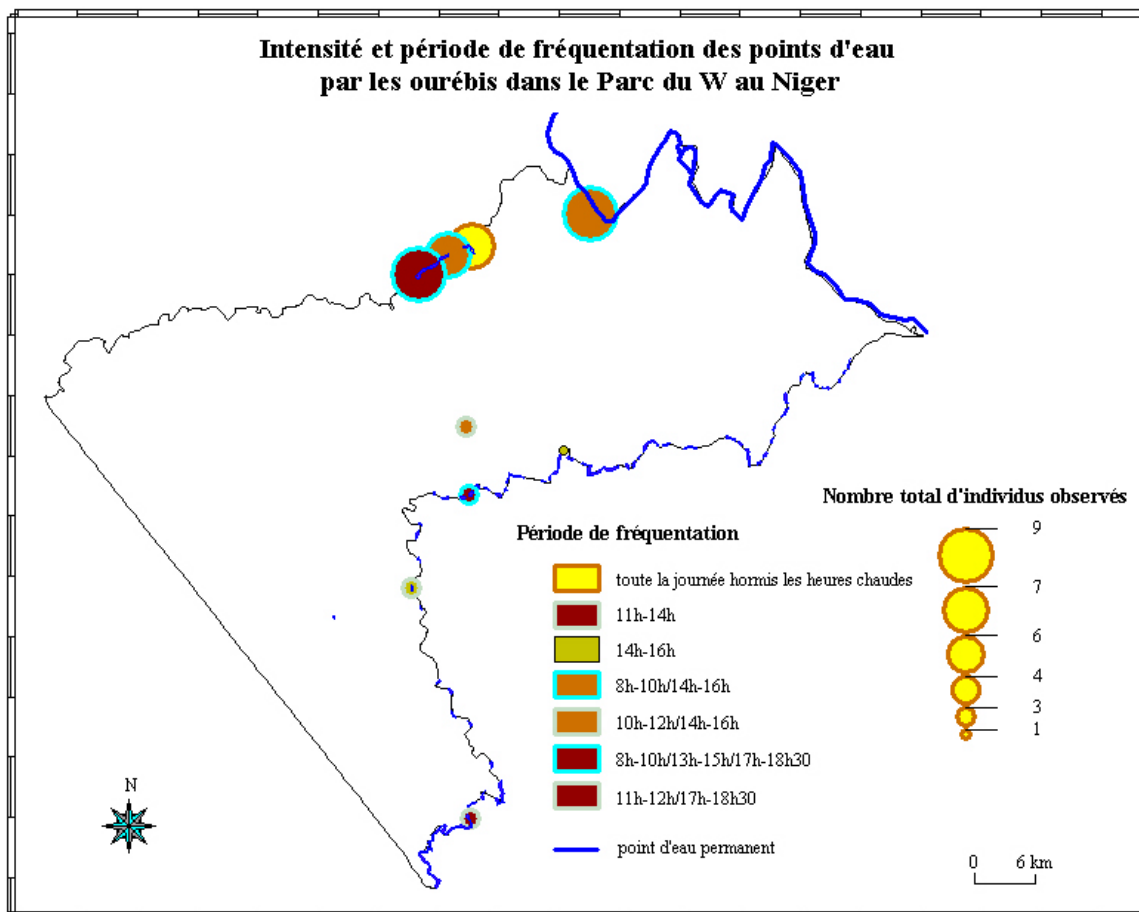 Intensité et période de fréquentation des points d'eau
par les ourébis dans le Parc du W au Niger
Nombre total d'individus observés
9
7
6
4
3
1
Période de fréquentation
toute la journée hormis les heures chaudes
11h-14h
14h-16h
8h-10h/14h-16h
10h-12h/14h-16h
8h-10h/13h-15h/17h-18h30
11h-12h/17h-18h30
point d'eau permanent
N
0 6 km